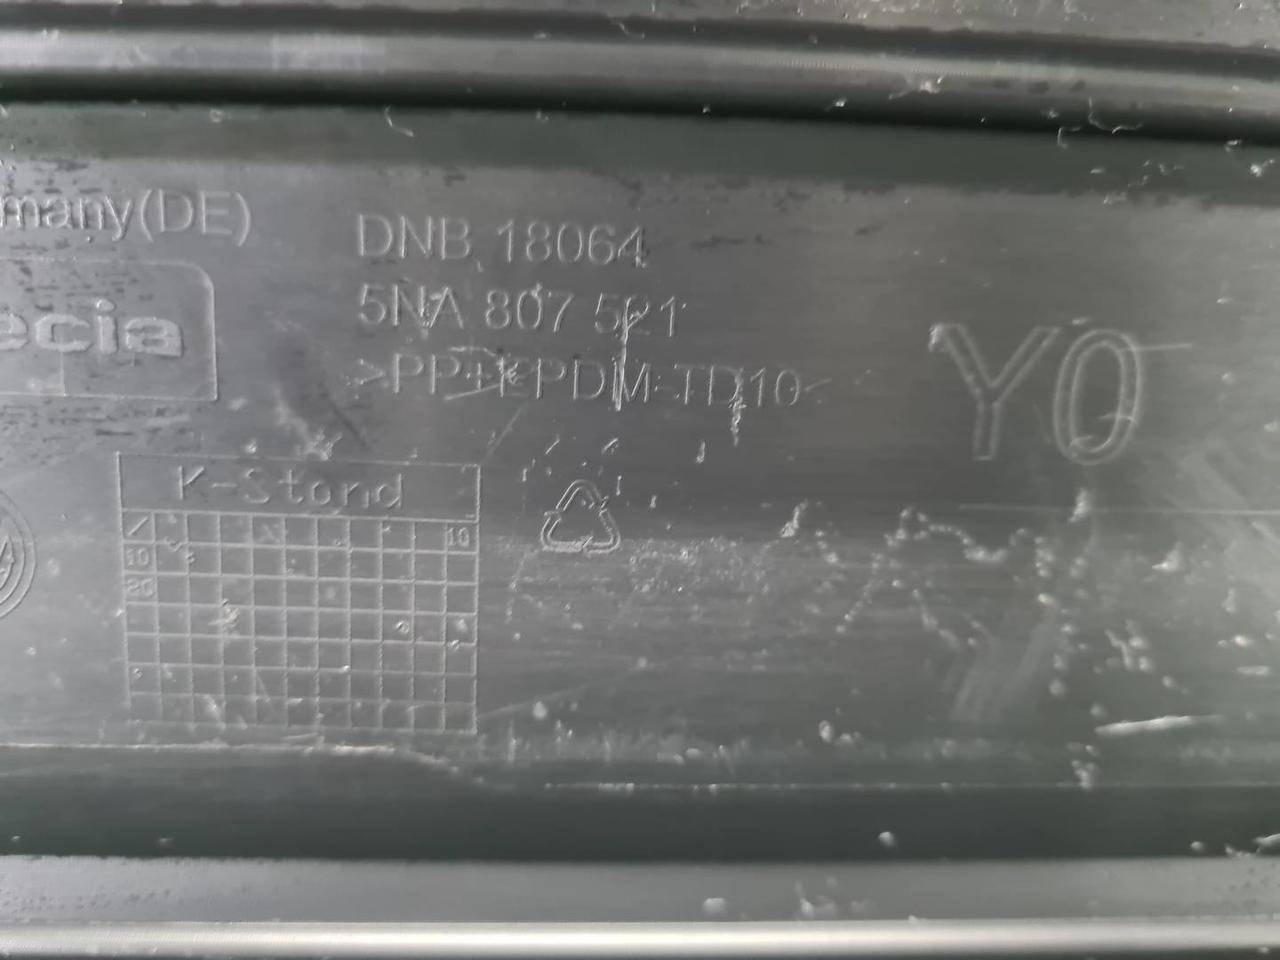 many(DE)
DNB 18064
5NA 807 521
ecia
>PP+EPDM-TD10<
Y0
K-Stand
10
10
20